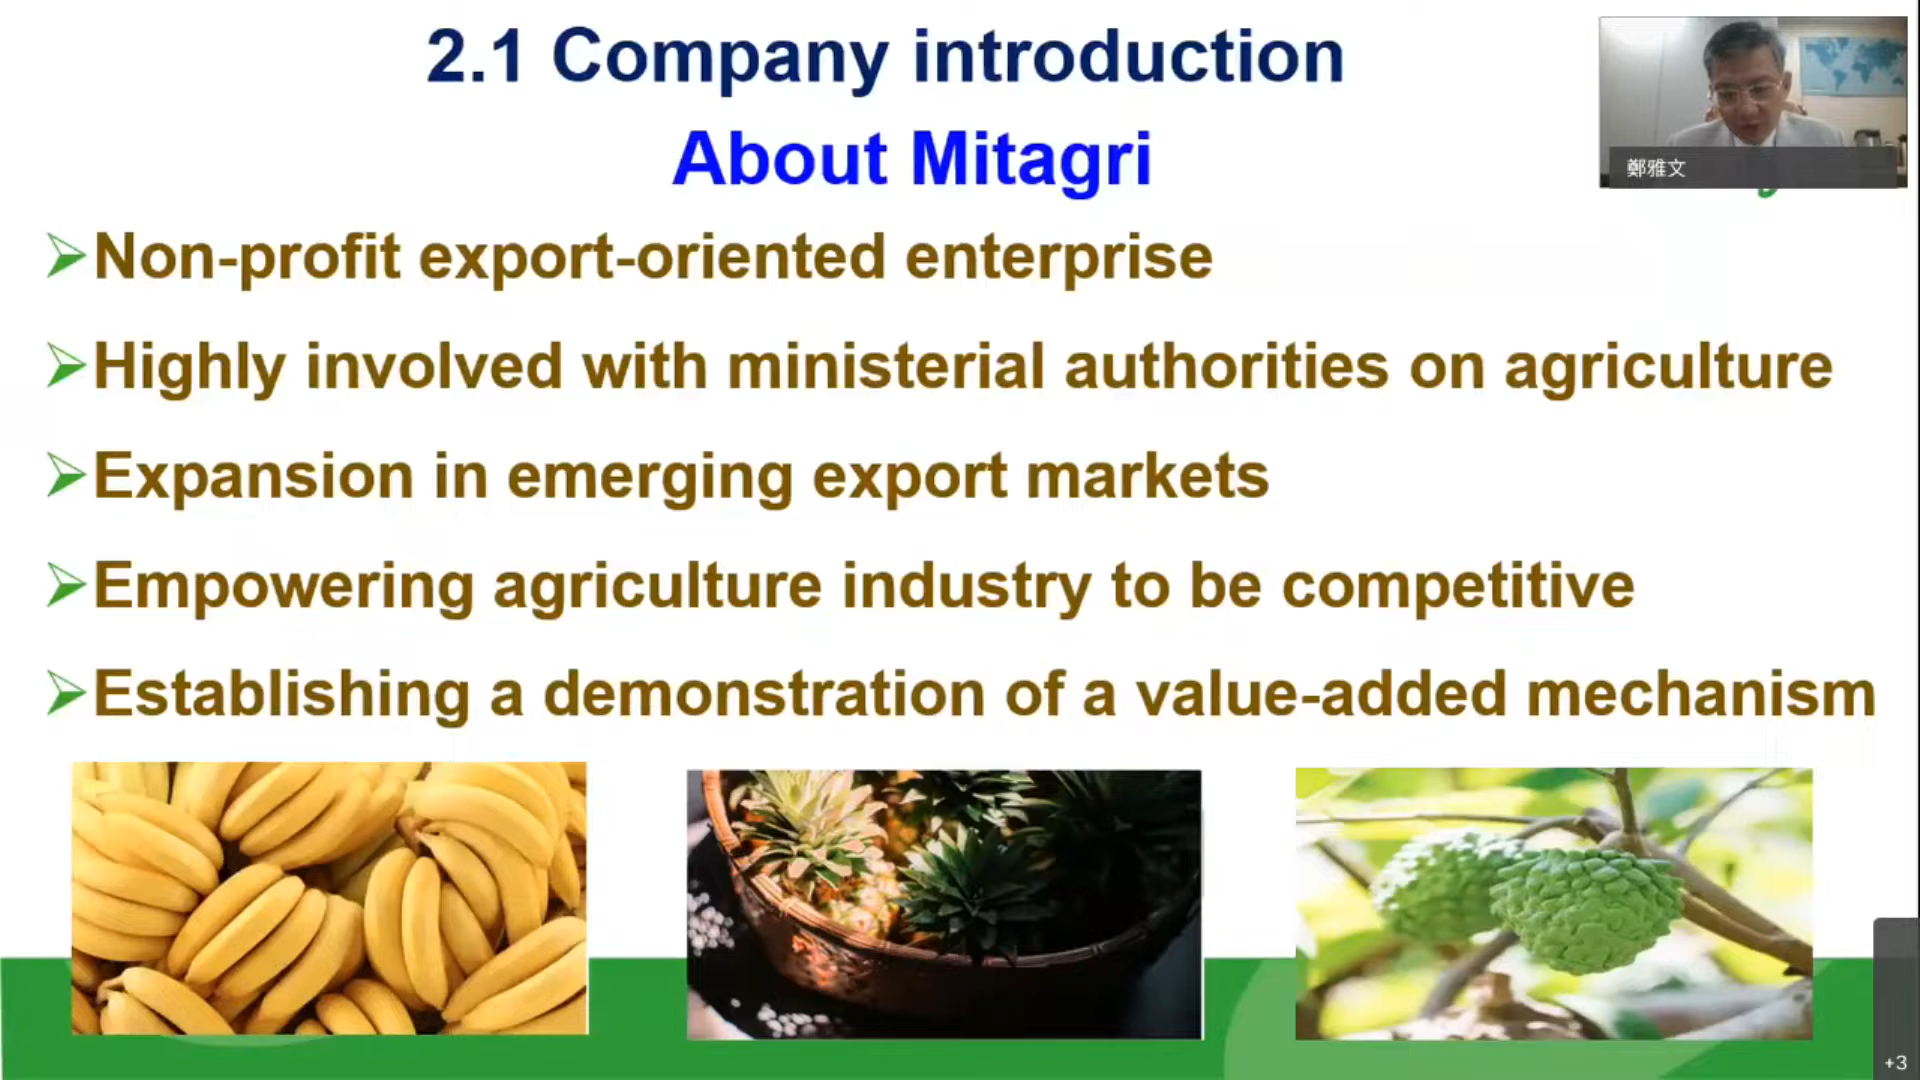 2.1 Company introduction
About Mitagri
鄭雅文
Non-profit export-oriented enterprise
Highly involved with ministerial authorities on agriculture
Expansion in emerging export markets
Empowering agriculture industry to be competitive
Establishing a demonstration of a value-added mechanism
+3